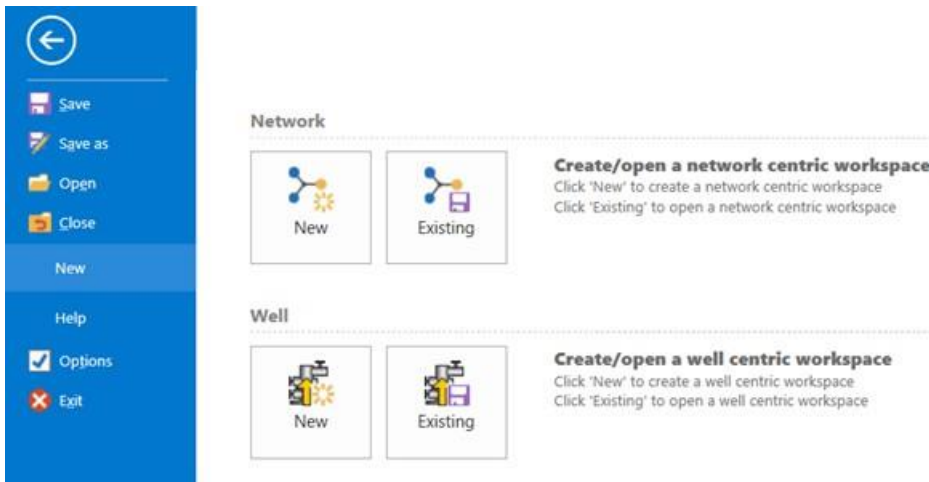 Save
Save as
Open
Close
New
Help
Options
Exit
Network
New
Existing
Create/open a network centric workspace
Click 'New' to create a network centric workspace
Click 'Existing' to open a network centric workspace
Well
New
Existing
Create/open a well centric workspace
Click 'New' to create a well centric workspace
Click 'Existing' to open a well centric workspace